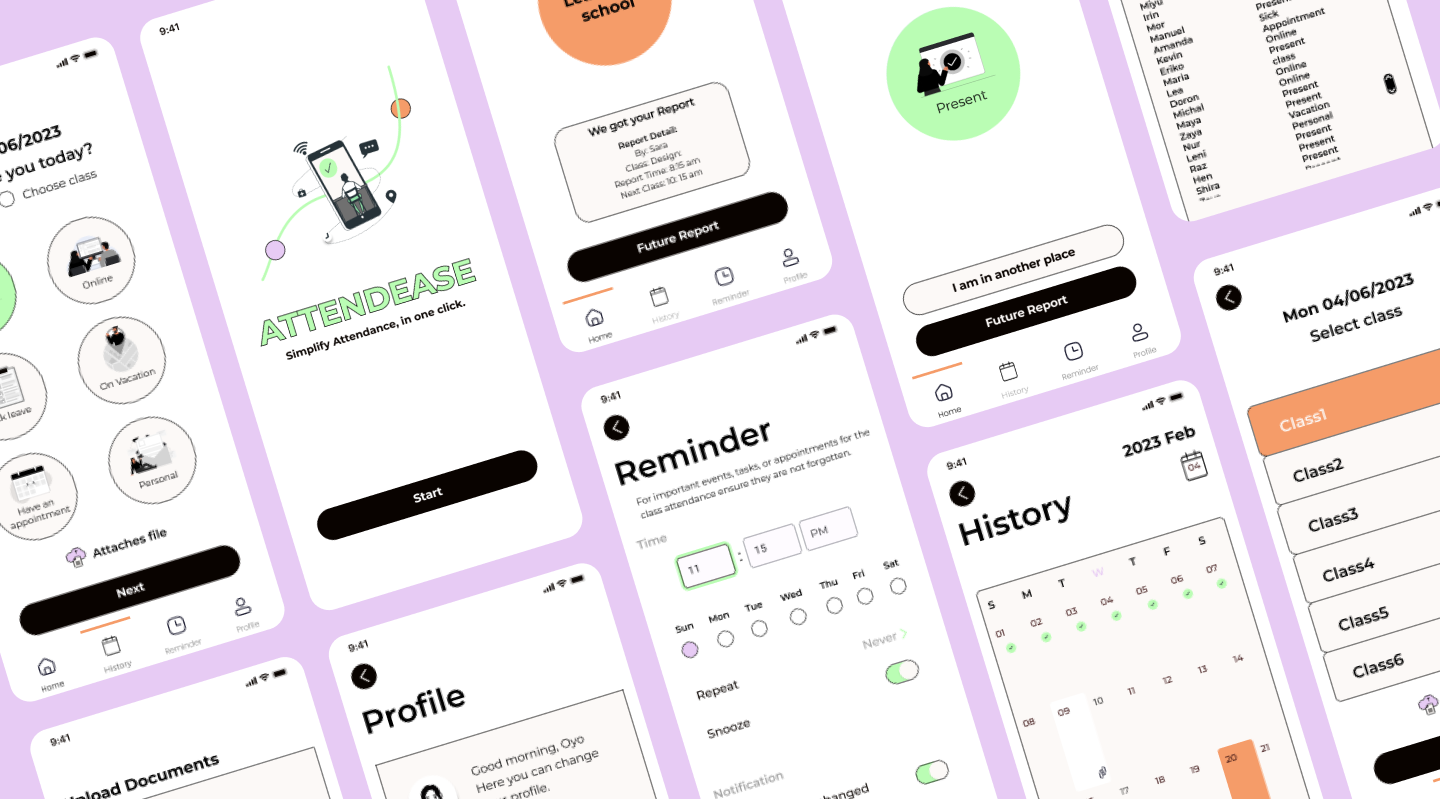 06/2023
you today?
Choose class
Online
On Vacation
k leave
Personal
Have an
appointment
Attaches file
Next
Home
History
Reminder
Profile
9:41
ATTENDEASE
Simplify Attendance, in one click.
Start
school
We got your Report
Report Detail:
By: Sara
Class: Design:
Report Time: 8:15 am
Next Class: 10: 15 am
Future Report
Home
History
Reminder
Profile
Present
I am in another place
Future Report
Home
History
Reminder
Profile
Miyu
Irin
Mor
Manuel
Amanda
Kevin
Eriko
Maria
Lea
Doron
Michal
Maya
Zaya
Nur
Leni
Raz
Hen
Shira
Present
Sick
Appointment
Online
Present
class
Online
Online
Present
Present
Vacation
Personal
Present
Present
Present
9:41
Upload Documents
9:41
Profile
Good morning, Oyo
Here you can change
profile.
9:41
Reminder
For important events, tasks, or appointments for the
class attendance ensure they are not forgotten.
Time
11 : 15 PM
Sun Mon Tue Wed Thu Fri Sat
Never
Repeat
Snooze
Notification
hanged
9:41
2023 Feb
04
History
S M T W T F S
01 02 03 04 05 06 07
08 09 10 11 12 13 14
17 18 19 20 21
9:41
Mon 04/06/2023
Select class
Class1
Class2
Class3
Class4
Class5
Class6